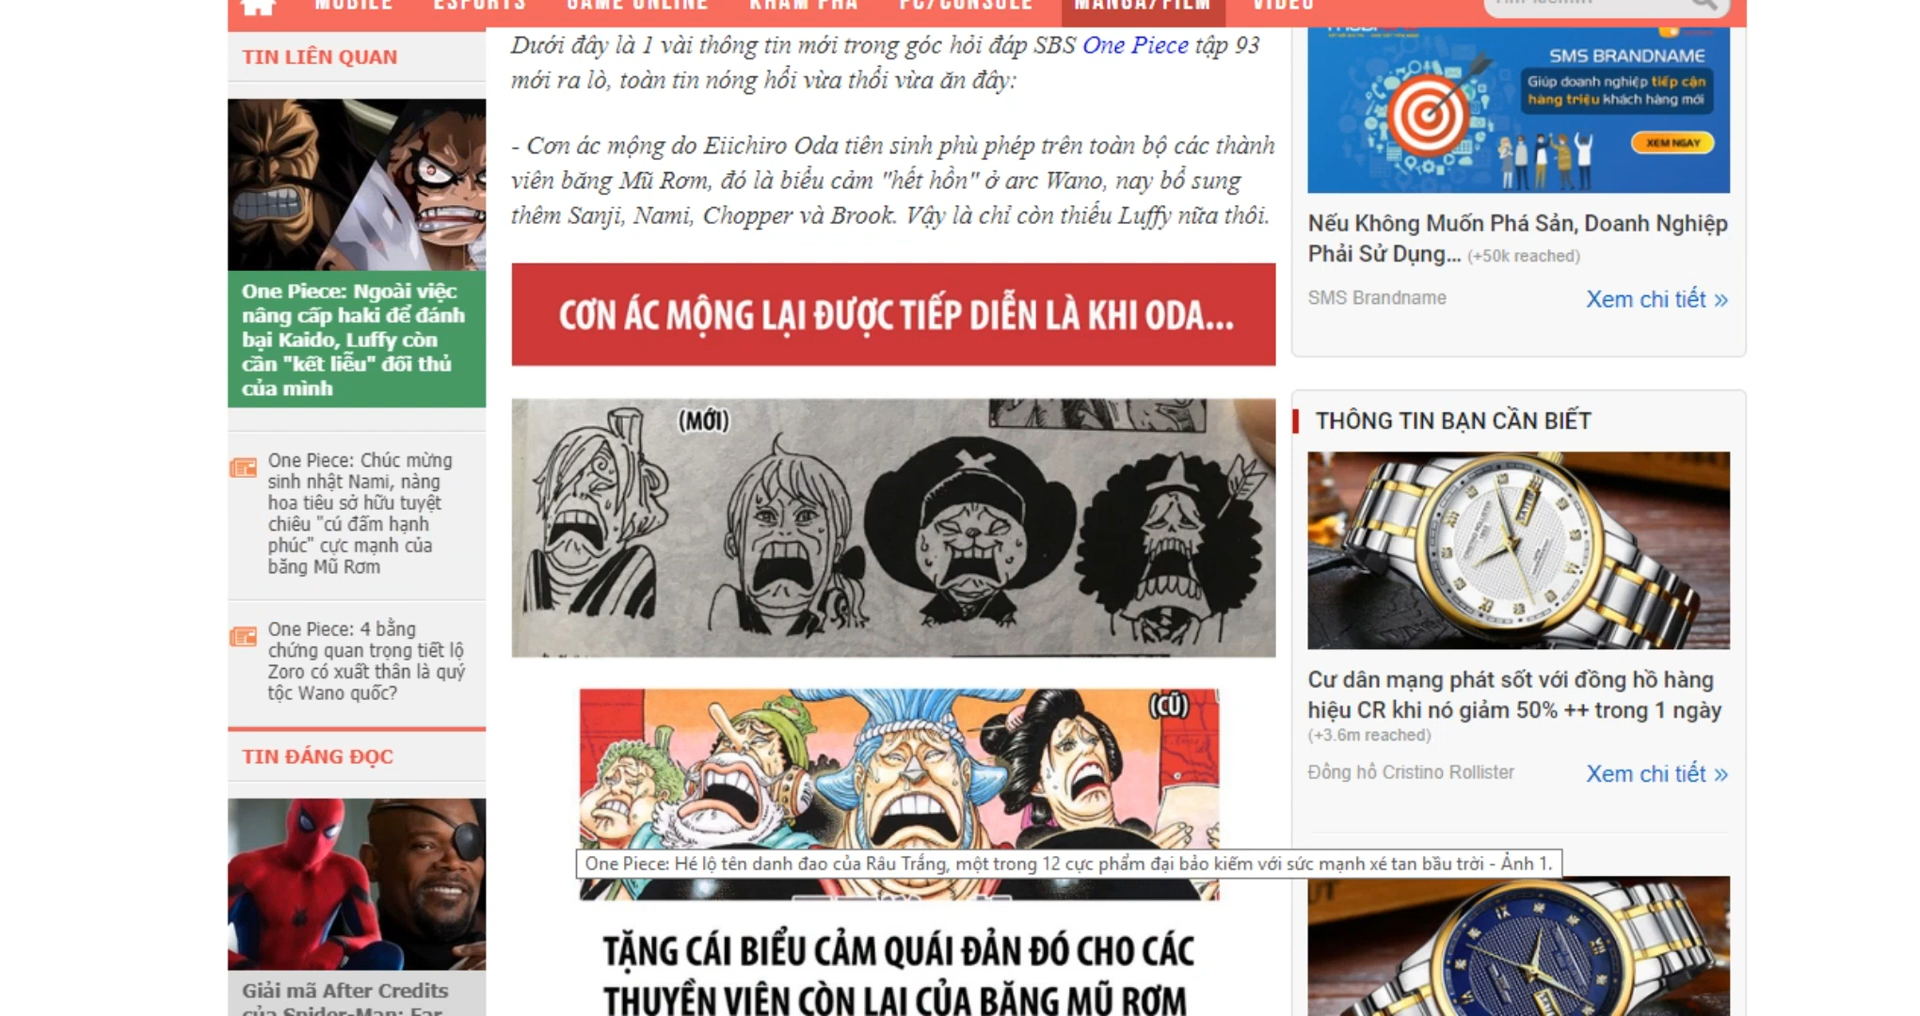 MOBILE ESPORTS GAME ONLINE KHÁM PHÁ PC/CONSOLE MANGA/FILM VIDEO
TIN LIÊN QUAN
One Piece: Ngoài việc
nâng cấp haki để đánh
bại Kaido, Luffy còn
cần "kết liễu" đối thủ
của mình
One Piece: Chúc mừng
sinh nhật Nami, nàng
hoa tiêu sở hữu tuyệt
chiêu "cú đấm hạnh
phúc" cực mạnh của
băng Mũ Rơm
One Piece: 4 bằng
chứng quan trọng tiết lộ
Zoro có xuất thân là quý
tộc Wano quốc?
TIN ĐÁNG ĐỌC
Giải mã After Credits
của Spider-Man: Far
Dưới đây là 1 vài thông tin mới trong góc hỏi đáp SBS One Piece tập 93
mới ra lò, toàn tin nóng hổi vừa thổi vừa ăn đây:
- Cơn ác mộng do Eiichiro Oda tiên sinh phù phép trên toàn bộ các thành
viên băng Mũ Rơm, đó là biểu cảm "hết hồn" ở arc Wano, nay bổ sung
thêm Sanji, Nami, Chopper và Brook. Vậy là chỉ còn thiếu Luffy nữa thôi.
CƠN ÁC MỘNG LẠI ĐƯỢC TIẾP DIỄN LÀ KHI ODA...
(MỚI)
(CŨ)
One Piece: Hé lộ tên danh đao của Râu Trắng, một trong 12 cực phẩm đại bảo kiếm với sức mạnh xé tan bầu trời - Ảnh 1.
TẶNG CÁI BIỂU CẢM QUÁI ĐẢN ĐÓ CHO CÁC
THUYỀN VIÊN CÒN LẠI CỦA BĂNG MŨ RƠM
SMS BRANDNAME
Giúp doanh nghiệp tiếp cận
hàng triệu khách hàng mới
XEM NGAY
Nếu Không Muốn Phá Sản, Doanh Nghiệp
Phải Sử Dụng... (+50k reached)
SMS Brandname Xem chi tiết »
THÔNG TIN BẠN CẦN BIẾT
Cư dân mạng phát sốt với đồng hồ hàng
hiệu CR khi nó giảm 50% ++ trong 1 ngày
(+3.6m reached)
Đồng hồ Cristino Rollister Xem chi tiết »